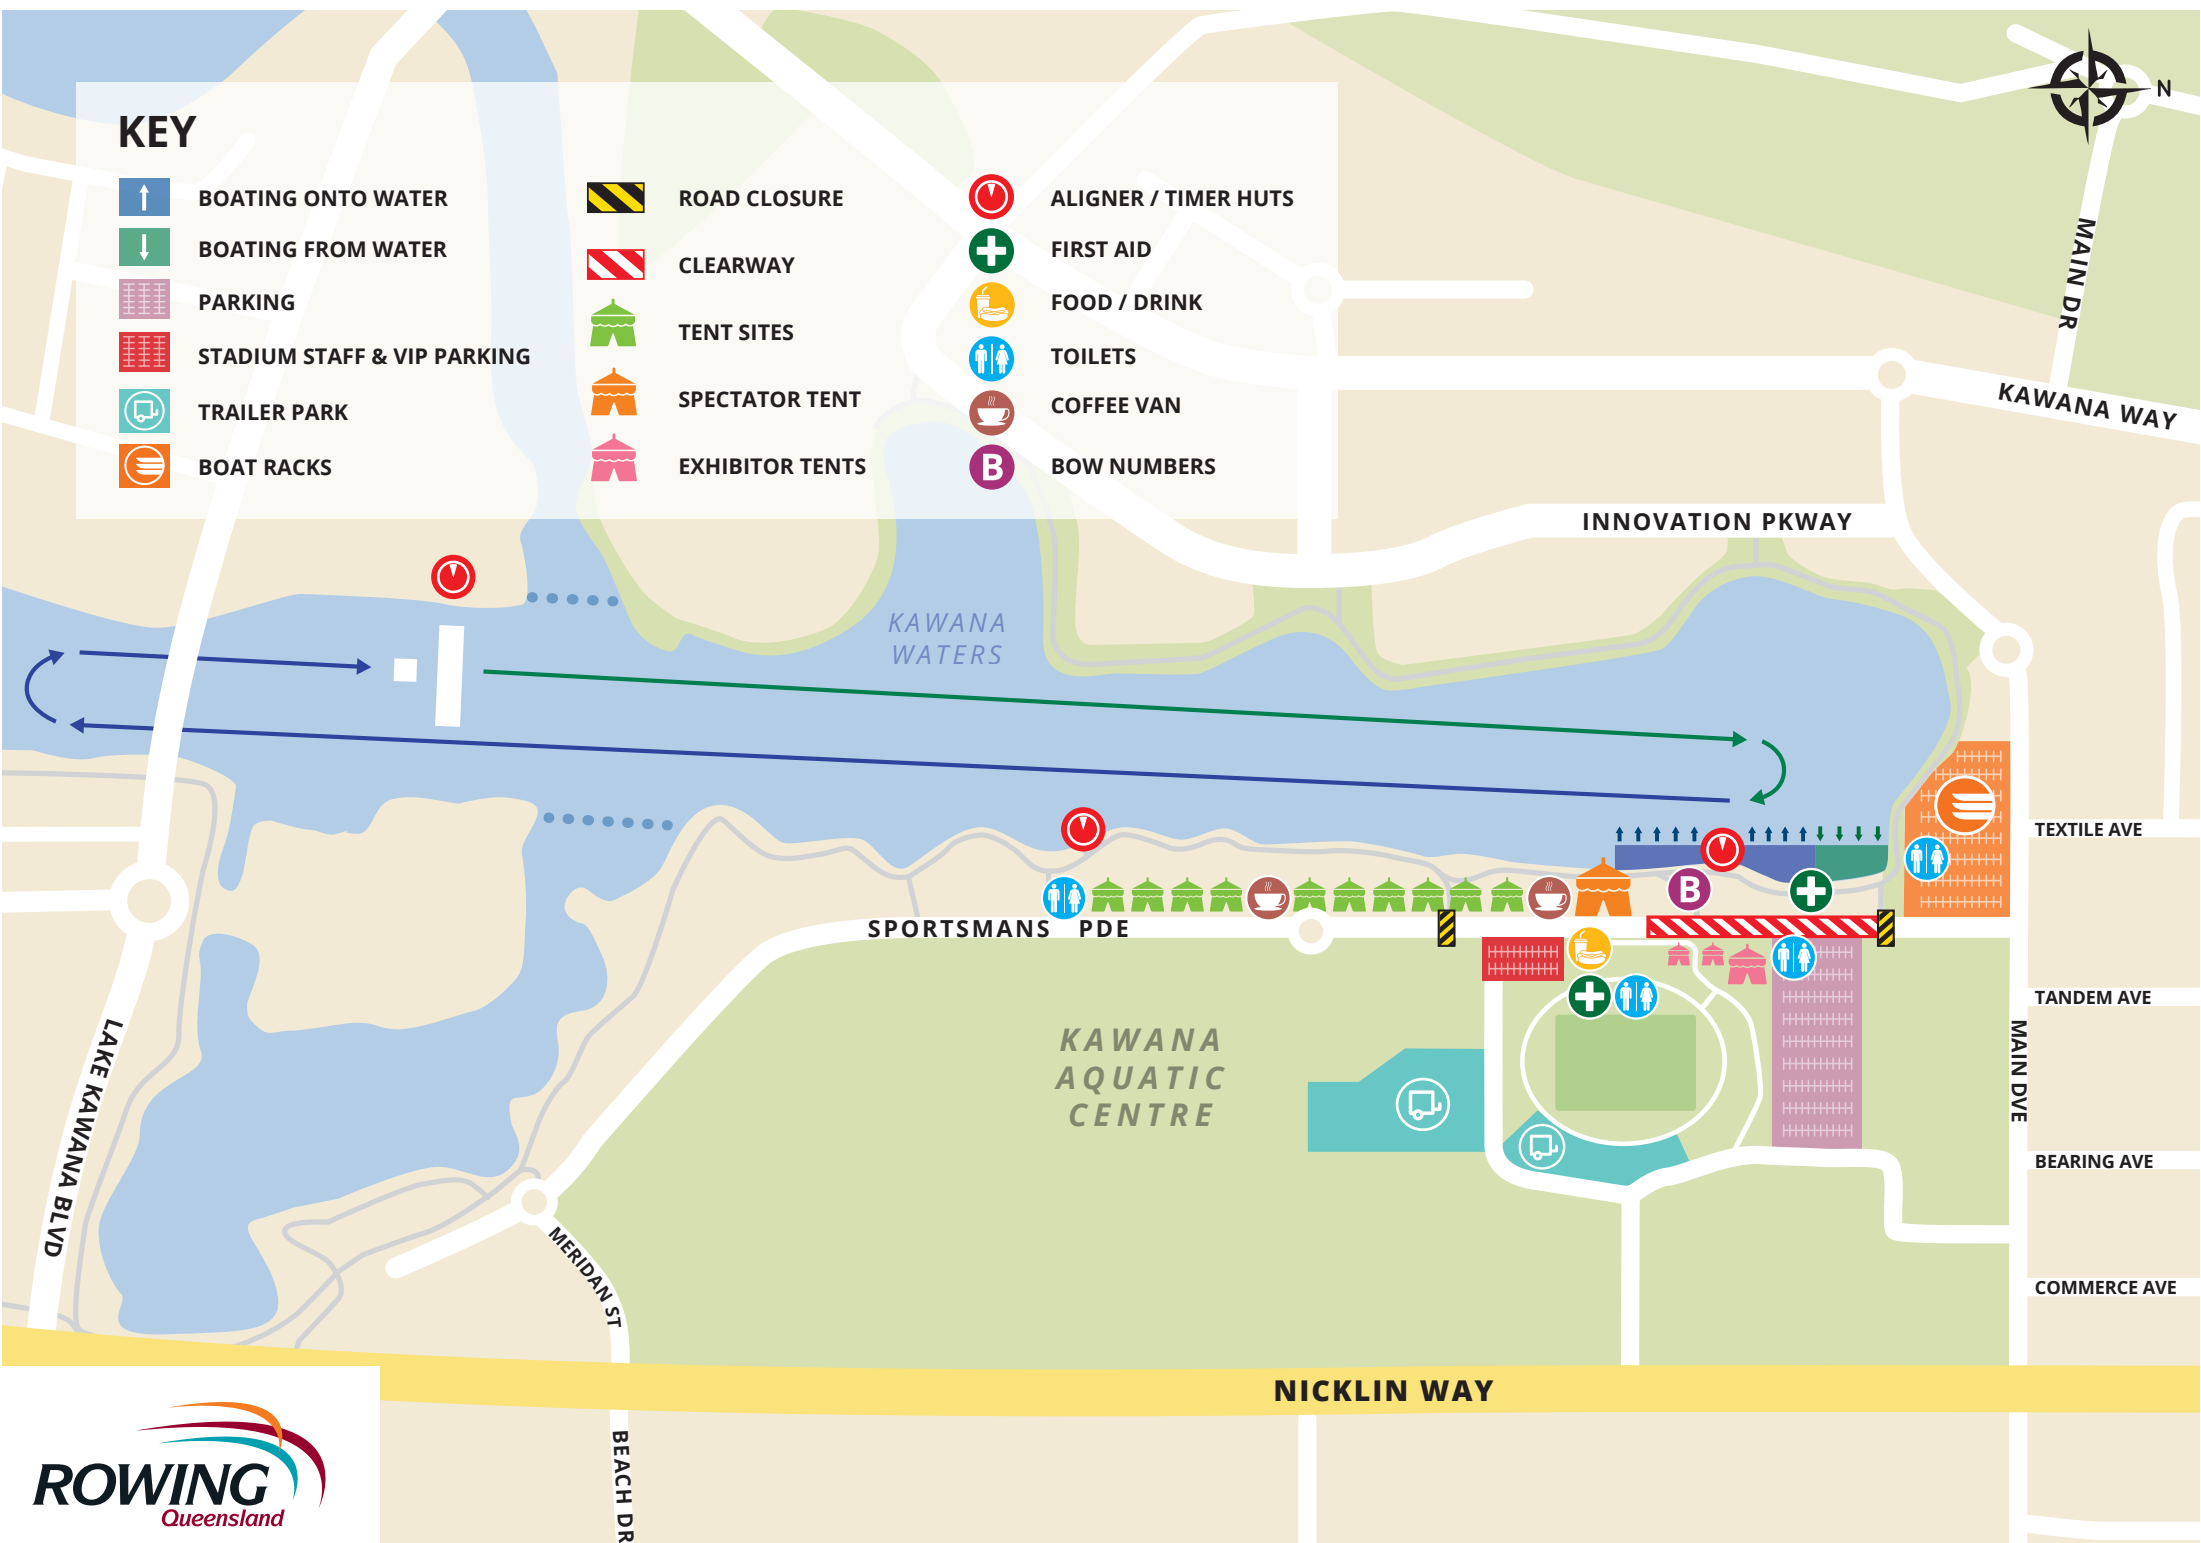 N
KEY
BOATING ONTO WATER
BOATING FROM WATER
PARKING
STADIUM STAFF & VIP PARKING
TRAILER PARK
BOAT RACKS
ROAD CLOSURE
CLEARWAY
TENT SITES
SPECTATOR TENT
EXHIBITOR TENTS
ALIGNER / TIMER HUTS
FIRST AID
FOOD / DRINK
TOILETS
COFFEE VAN
B
BOW NUMBERS
MAIN DR
KAWANA WAY
INNOVATION PKWAY
KAWANA
WATERS
TEXTILE AVE
B
SPORTSMANS PDE
TANDEM AVE
KAWANA
AQUATIC
CENTRE
MAIN DVE
LAKE KAWANA BLVD
BEARING AVE
MERIDAN ST
COMMERCE AVE
NICKLIN WAY
BEACH DR
ROWING
Queensland